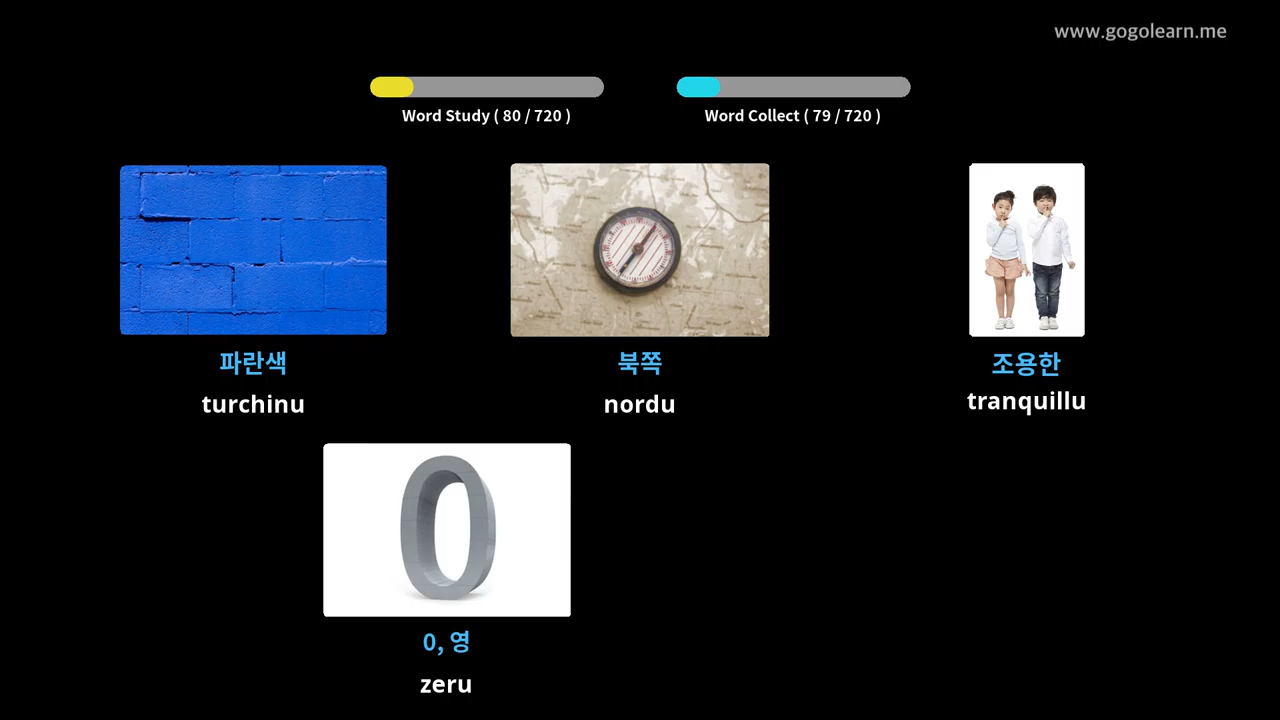 www.gogolearn.me
Word Study ( 80 / 720 )
Word Collect ( 79 / 720 )
파란색
turchinu
북쪽
nordu
조용한
tranquillu
0
0, 영
zeru